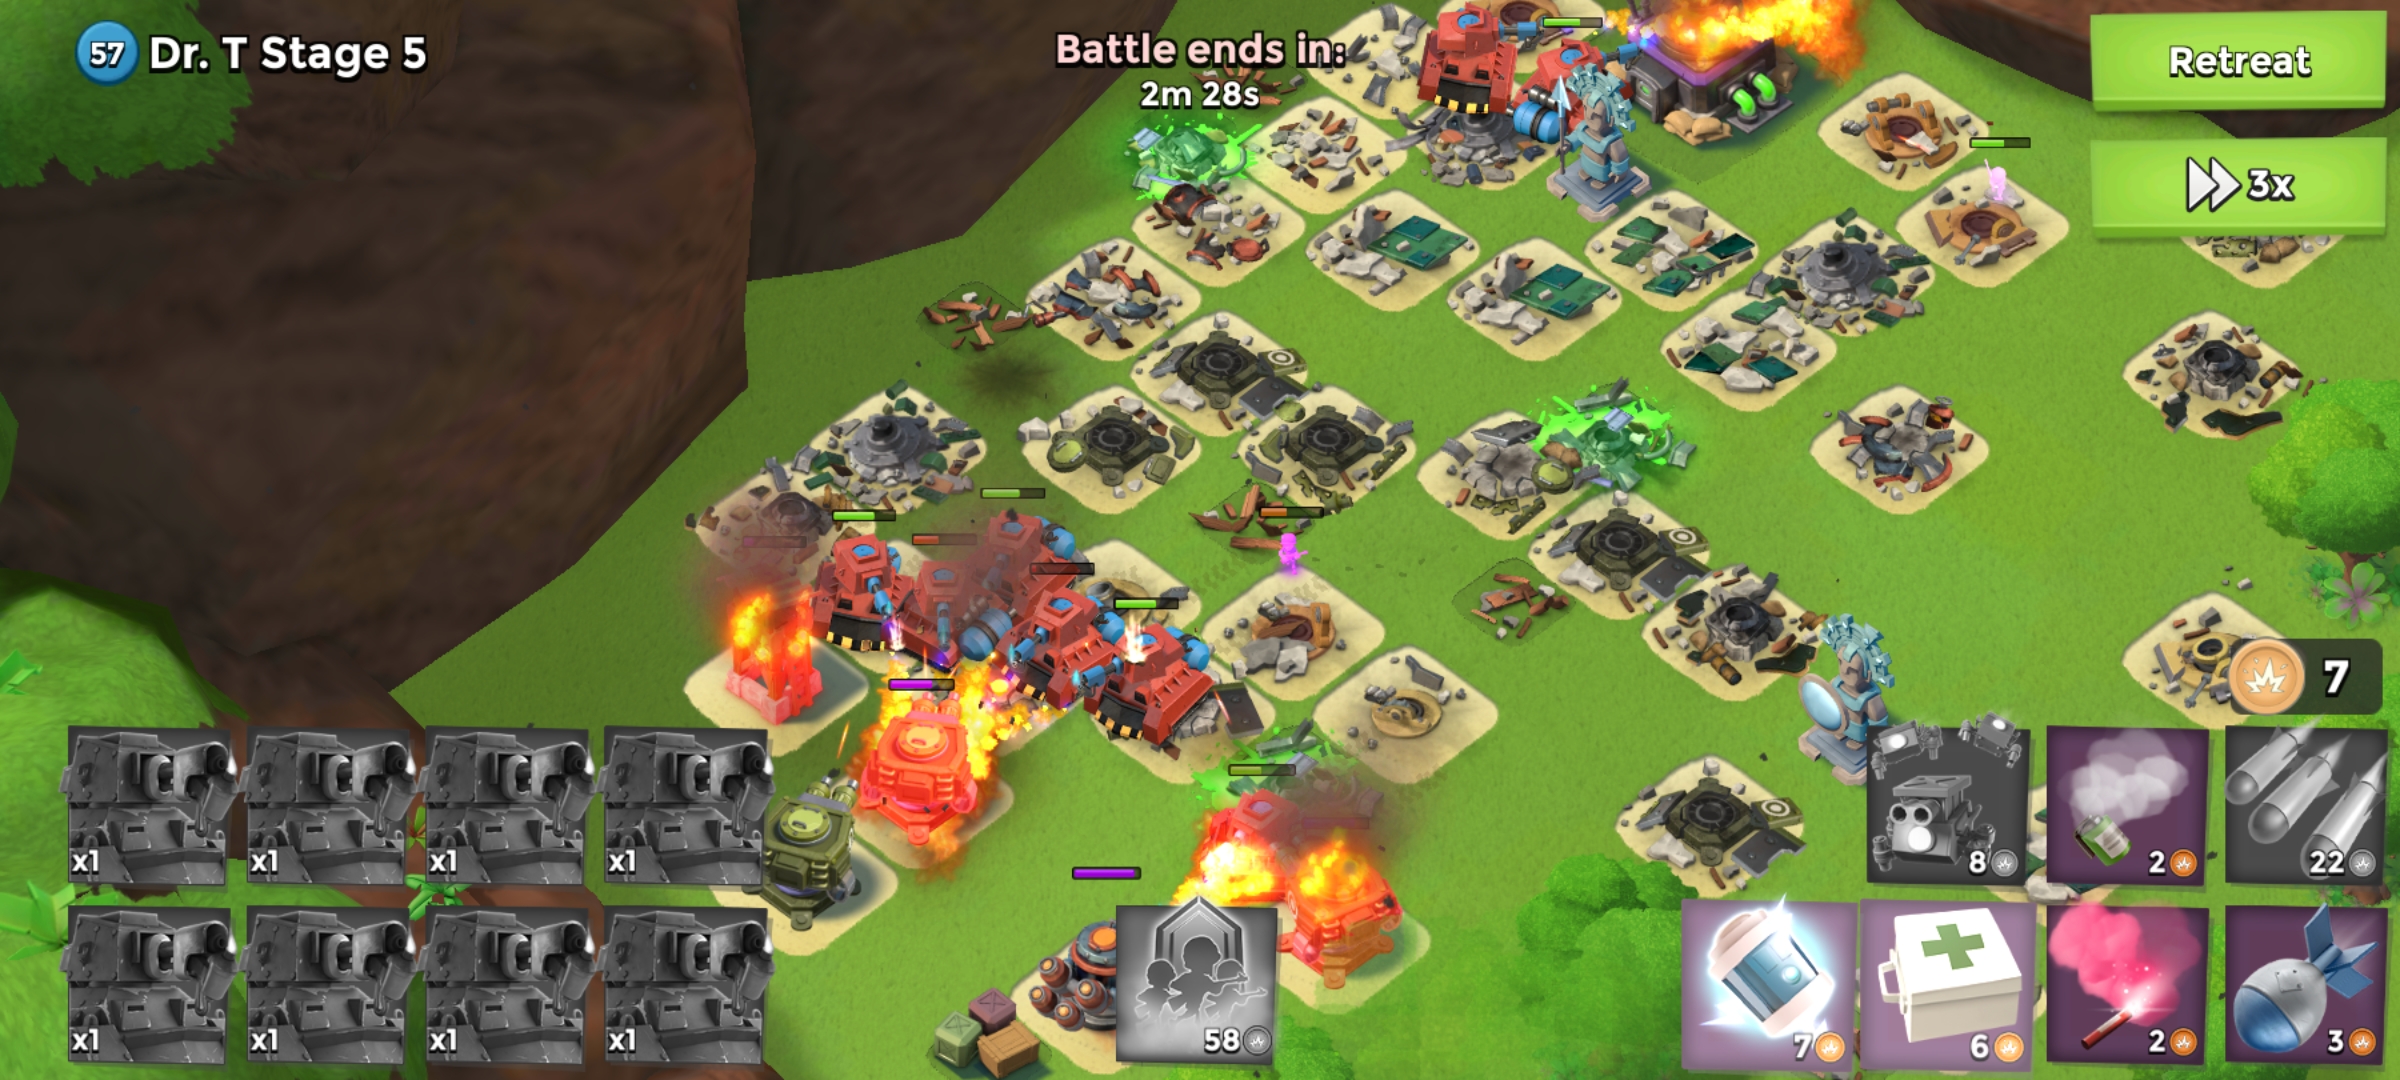 57 Dr. T Stage 5
Battle ends in:
2m 28s
Retreat
3x
7
x1 x1 x1 x1
8 2 22
x1 x1 x1 x1
58
7 6 2 3